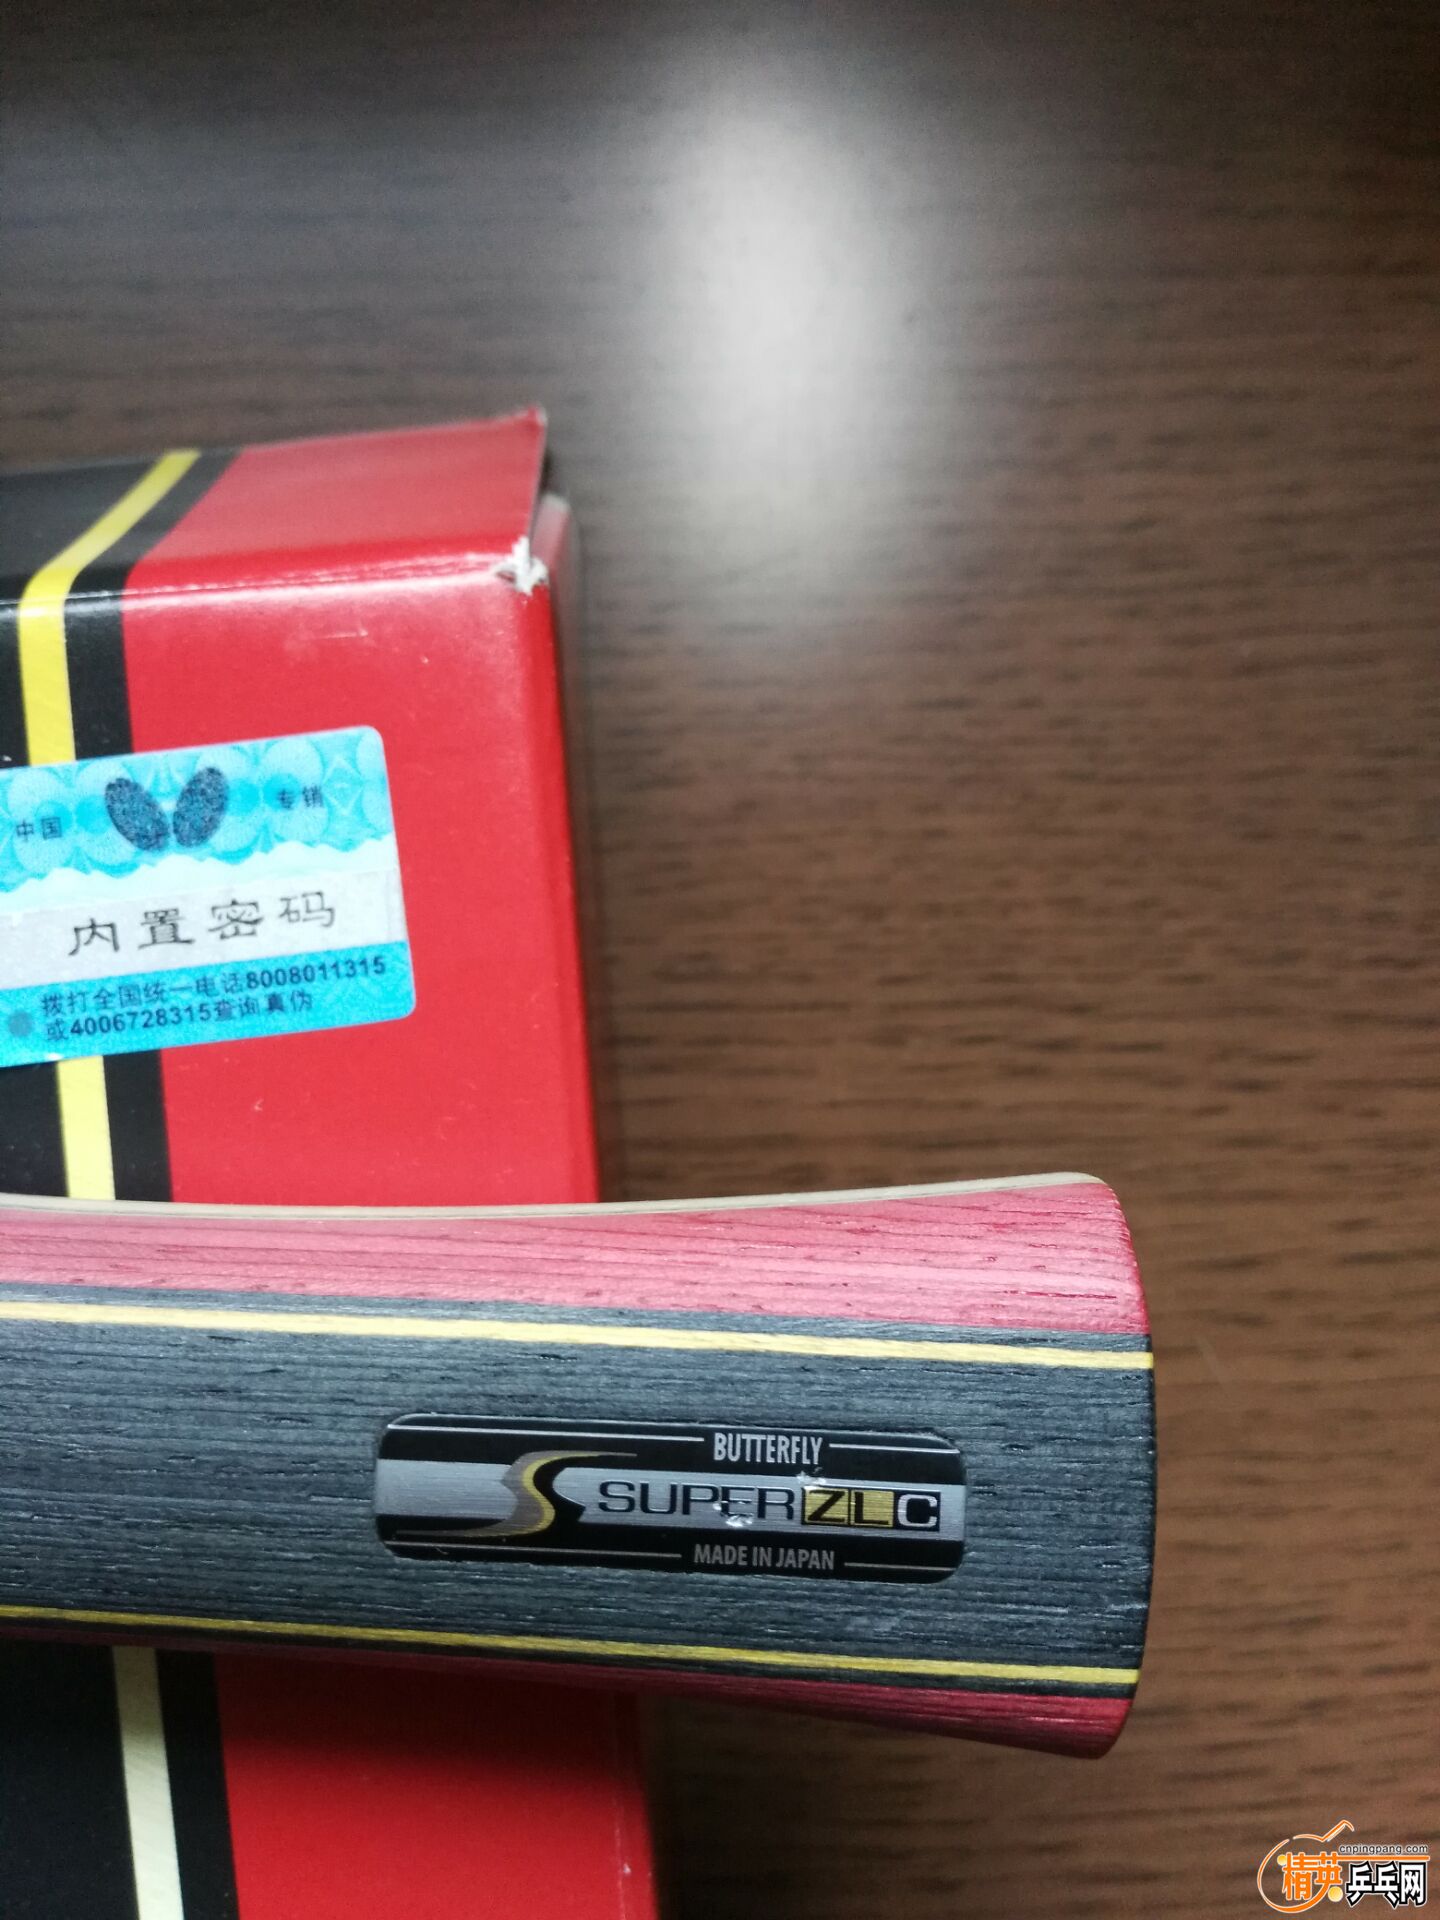 中国 专销
内置密码
拨打全国统一电话8008011315
或4006728315查询真伪
BUTTERFLY
SUPER ZLC
MADE IN JAPAN
cnpingpang.com
精英乒乓网